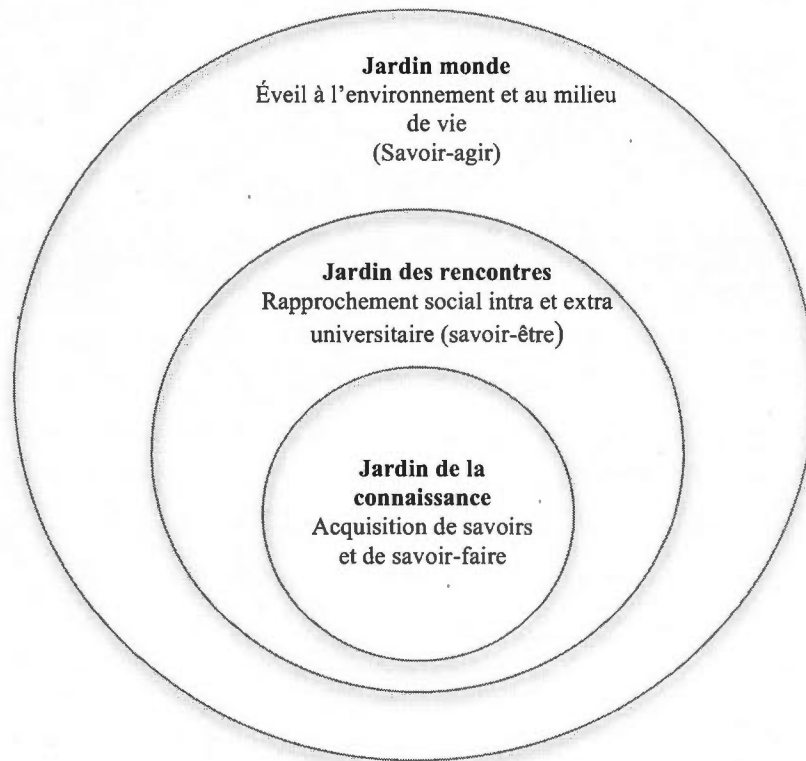 Jardin monde
Éveil à l'environnement et au milieu
de vie
(Savoir-agir)
Jardin des rencontres
Rapprochement social intra et extra
universitaire (savoir-être)
Jardin de la
connaissance
Acquisition de savoirs
et de savoir-faire